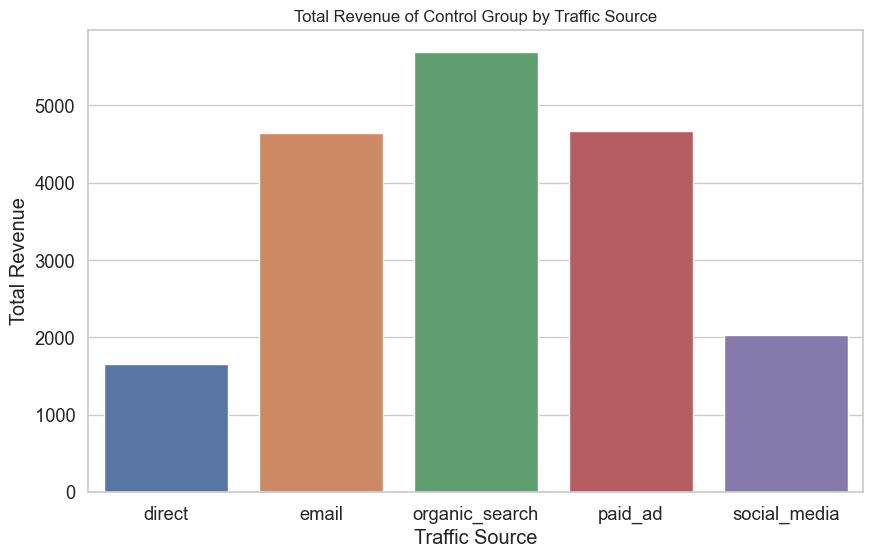 Total Revenue of Control Group by Traffic Source
Total Revenue
5000
4000
3000
2000
1000
0
direct email organic_search paid_ad social_media
Traffic Source